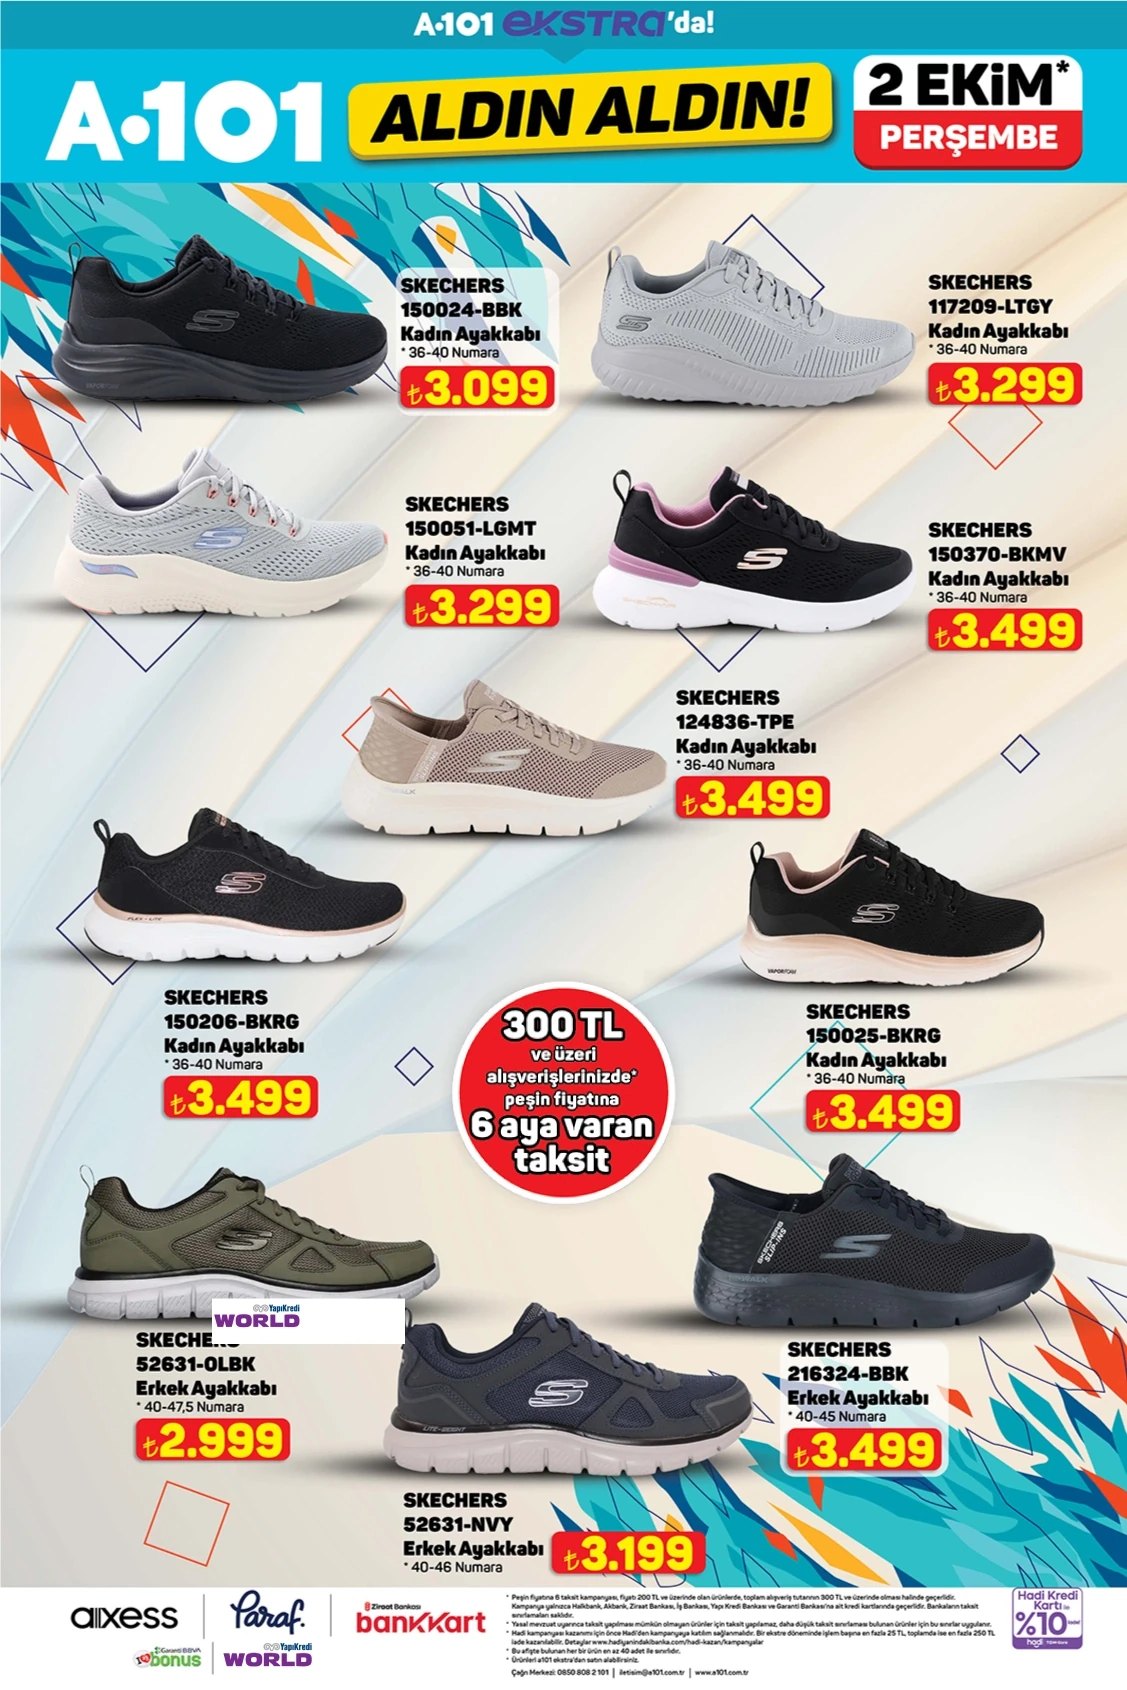 A•101 eKSTRa'da!
A•101
ALDIN ALDIN!
2 EKİM*
PERŞEMBE
SKECHERS
150024-BBK
Kadın Ayakkabı
* 36-40 Numara
₺3.099
SKECHERS
117209-LTGY
Kadın Ayakkabı
* 36-40 Numara
₺3.299
SKECHERS
150051-LGMT
Kadın Ayakkabı
* 36-40 Numara
₺3.299
SKECHERS
150370-BKMV
Kadın Ayakkabı
* 36-40 Numara
₺3.499
SKECHERS
124836-TPE
Kadın Ayakkabı
* 36-40 Numara
₺3.499
SKECHERS
150206-BKRG
Kadın Ayakkabı
* 36-40 Numara
₺3.499
SKECHERS
150025-BKRG
Kadın Ayakkabı
* 36-40 Numara
₺3.499
300 TL
ve üzeri
alışverişlerinizde*
peşin fiyatına
6 aya varan
taksit
YapıKredi
WORLD
52631-OLBK
Erkek Ayakkabı
* 40-47,5 Numara
₺2.999
SKECHERS
SLIP-INS
SKECHERS
216324-BBK
Erkek Ayakkabı
* 40-45 Numara
₺3.499
SKECHERS
52631-NVY
Erkek Ayakkabı
* 40-46 Numara
₺3.199
axess
Paraf.
Ziraat Bankası
bankkart
Garanti BBVA
bonus
YapıKredi
WORLD
* Peşin fiyatına 6 taksit kampanyası, fiyatı 200 TL ve üzerinde olan ürünlerde, toplam alışveriş tutarının 300 TL ve üzerinde olması halinde geçerlidir.
Kampanya yalnızca Halkbank, Akbank, Ziraat Bankası, İş Bankası, Yapı Kredi Bankası ve Garanti Bankası'na ait kredi kartlarında geçerlidir. Bankaların taksit
sınırlamaları saklıdır.
* Yasal mevzuat uyarınca taksit yapılması mümkün olmayan ürünler için taksit yapılamaz, daha düşük taksit sınırlaması bulunan ürünler için bu sınırlar uygulanır.
* Hadi kampanyası kazanımı için önce Hadi'den kampanyaya katılım sağlanmalıdır. Bir ekstre döneminde işlem başına en fazla 25 TL, toplamda ise en fazla 250 TL
iade kazanılabilir. Detaylar www.hadiyanindakibanka.com/hadi-kazan/kampanyalar
* Bu afişte bulunan her bir ürün en az 40 adet ile sınırlıdır.
* Ürünleri a101 ekstra'dan satın alabilirsiniz.
Çağrı Merkezi: 0850 808 2 101 | iletisim@a101.com.tr | www.a101.com.tr
Hadi Kredi
Kartı ile
%10 iade!
hadi